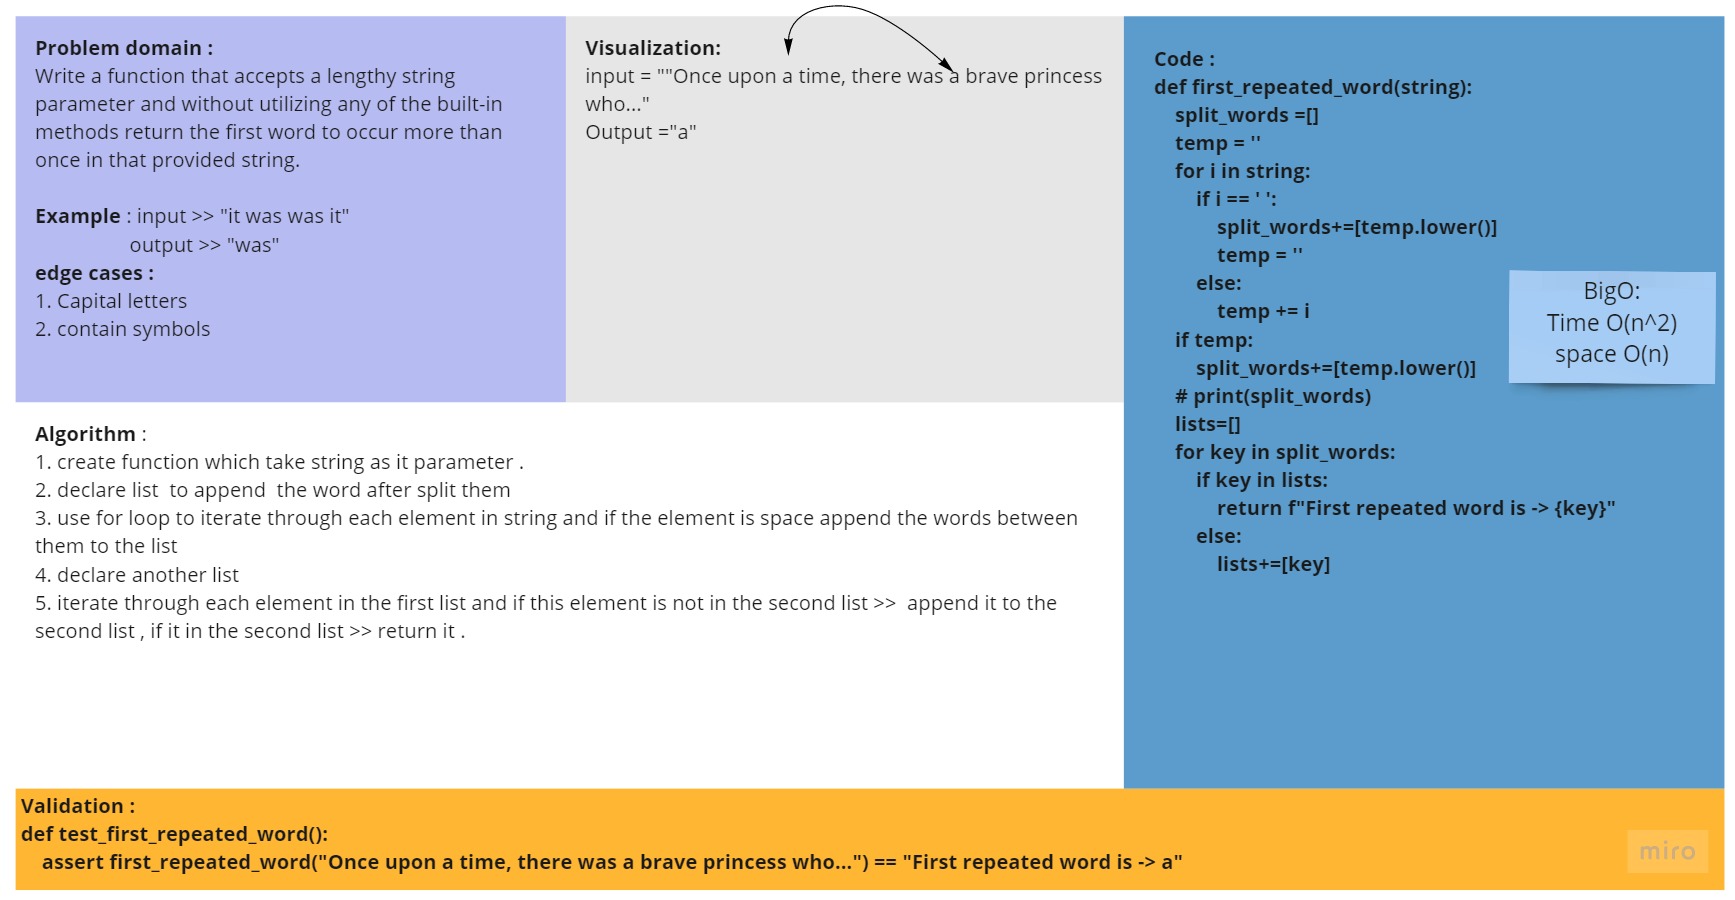 Problem domain :
Write a function that accepts a lengthy string
parameter and without utilizing any of the built-in
methods return the first word to occur more than
once in that provided string.
Example : input >> "it was was it"
output >> "was"
edge cases :
1. Capital letters
2. contain symbols
Visualization:
input = ""Once upon a time, there was a brave princess
who..."
Output ="a"
Algorithm :
1. create function which take string as it parameter .
2. declare list  to append  the word after split them
3. use for loop to iterate through each element in string and if the element is space append the words between
them to the list
4. declare another list
5. iterate through each element in the first list and if this element is not in the second list >>  append it to the
second list , if it in the second list >> return it .
Code :
def first_repeated_word(string):
    split_words =[]
    temp = ''
    for i in string:
        if i == ' ':
            split_words+=[temp.lower()]
            temp = ''
        else:
            temp += i
    if temp:
        split_words+=[temp.lower()]
    # print(split_words)
    lists=[]
    for key in split_words:
        if key in lists:
            return f"First repeated word is -> {key}"
        else:
            lists+=[key]
BigO:
Time O(n^2)
space O(n)
Validation :
def test_first_repeated_word():
    assert first_repeated_word("Once upon a time, there was a brave princess who...") == "First repeated word is -> a"
miro